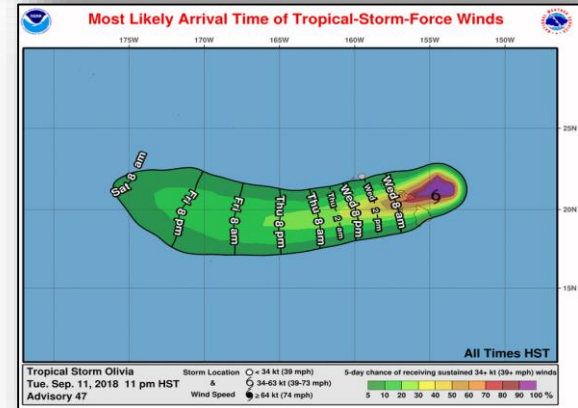 Most Likely Arrival Time of Tropical-Storm-Force Winds
175W 170W 165W 160W 155W 150W
25N
20N
15N
Sat 8 am
Fri 8 pm
Fri 8 am
Thu 8 pm
Thu 8 am
Thu 2 am
Wed 8 pm
Wed 2 pm
Wed 8 am
All Times HST
Tropical Storm Olivia
Tue. Sep. 11, 2018 11 pm HST
Advisory 47
Storm Location
&
Wind Speed
< 34 kt (39 mph)
34-63 kt (39-73 mph)
≥ 64 kt (74 mph)
5-day chance of receiving sustained 34+ kt (39+ mph) winds
5 10 20 30 40 50 60 70 80 90 100 %